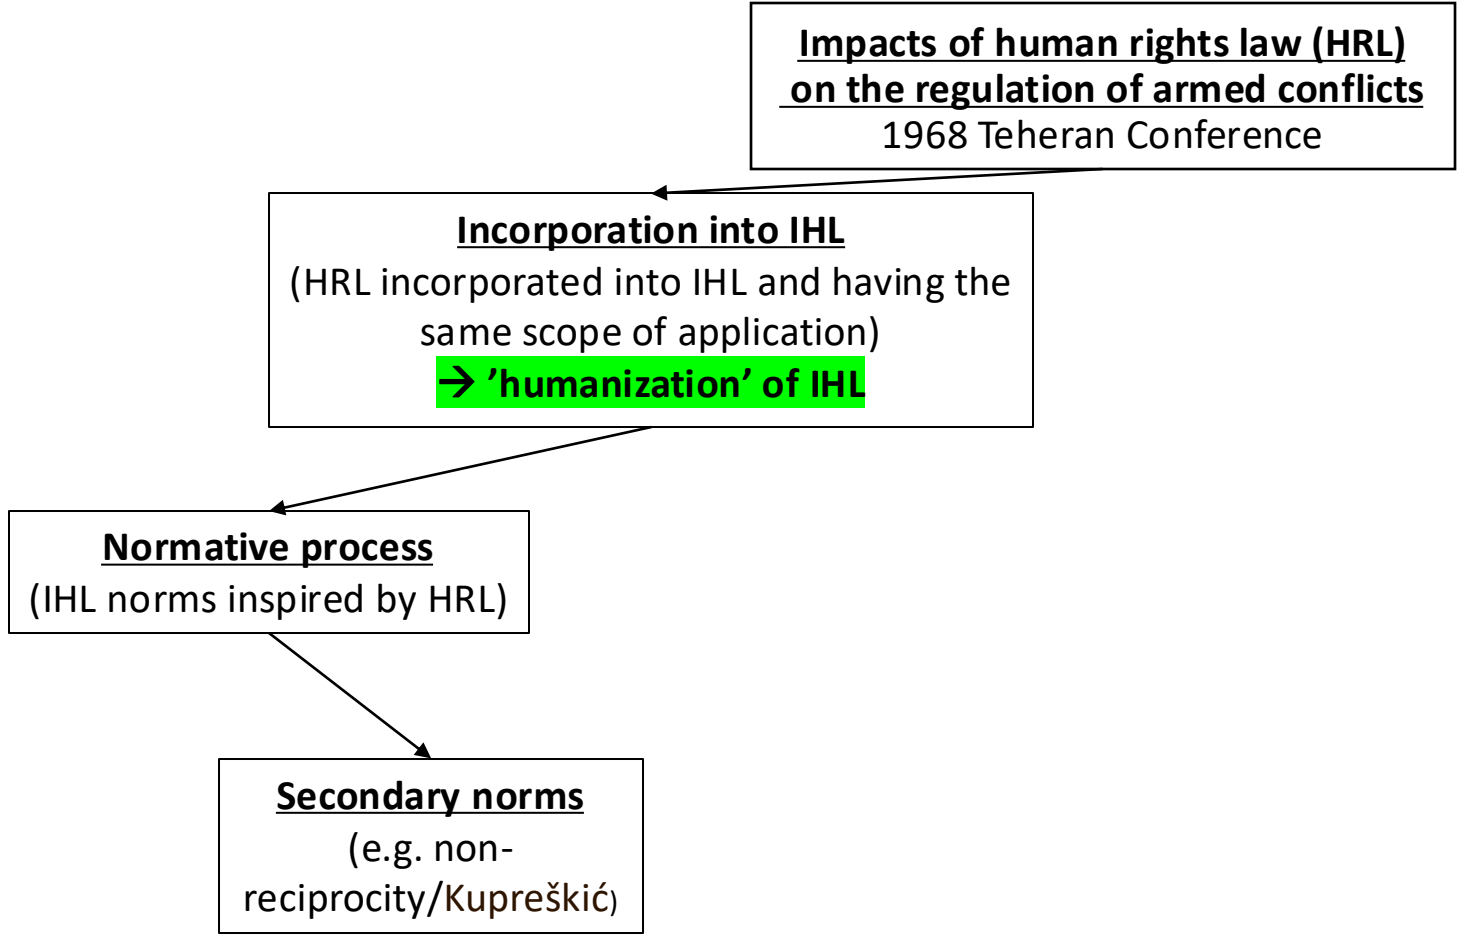 Impacts of human rights law (HRL)
on the regulation of armed conflicts
1968 Teheran Conference
Incorporation into IHL
(HRL incorporated into IHL and having the
same scope of application)
→ ’humanization’ of IHL
Normative process
(IHL norms inspired by HRL)
Secondary norms
(e.g. non-
reciprocity/Kupreškić)